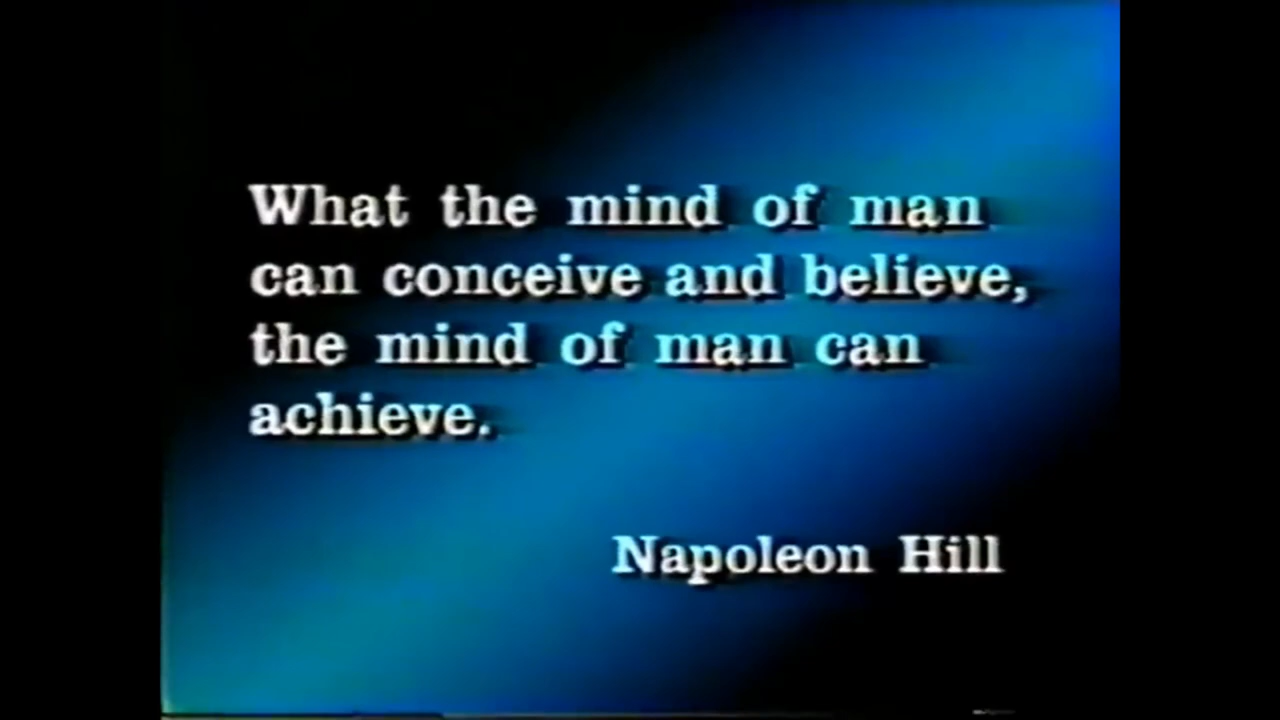 What the mind of man
can conceive and believe,
the mind of man can
achieve.
Napoleon Hill